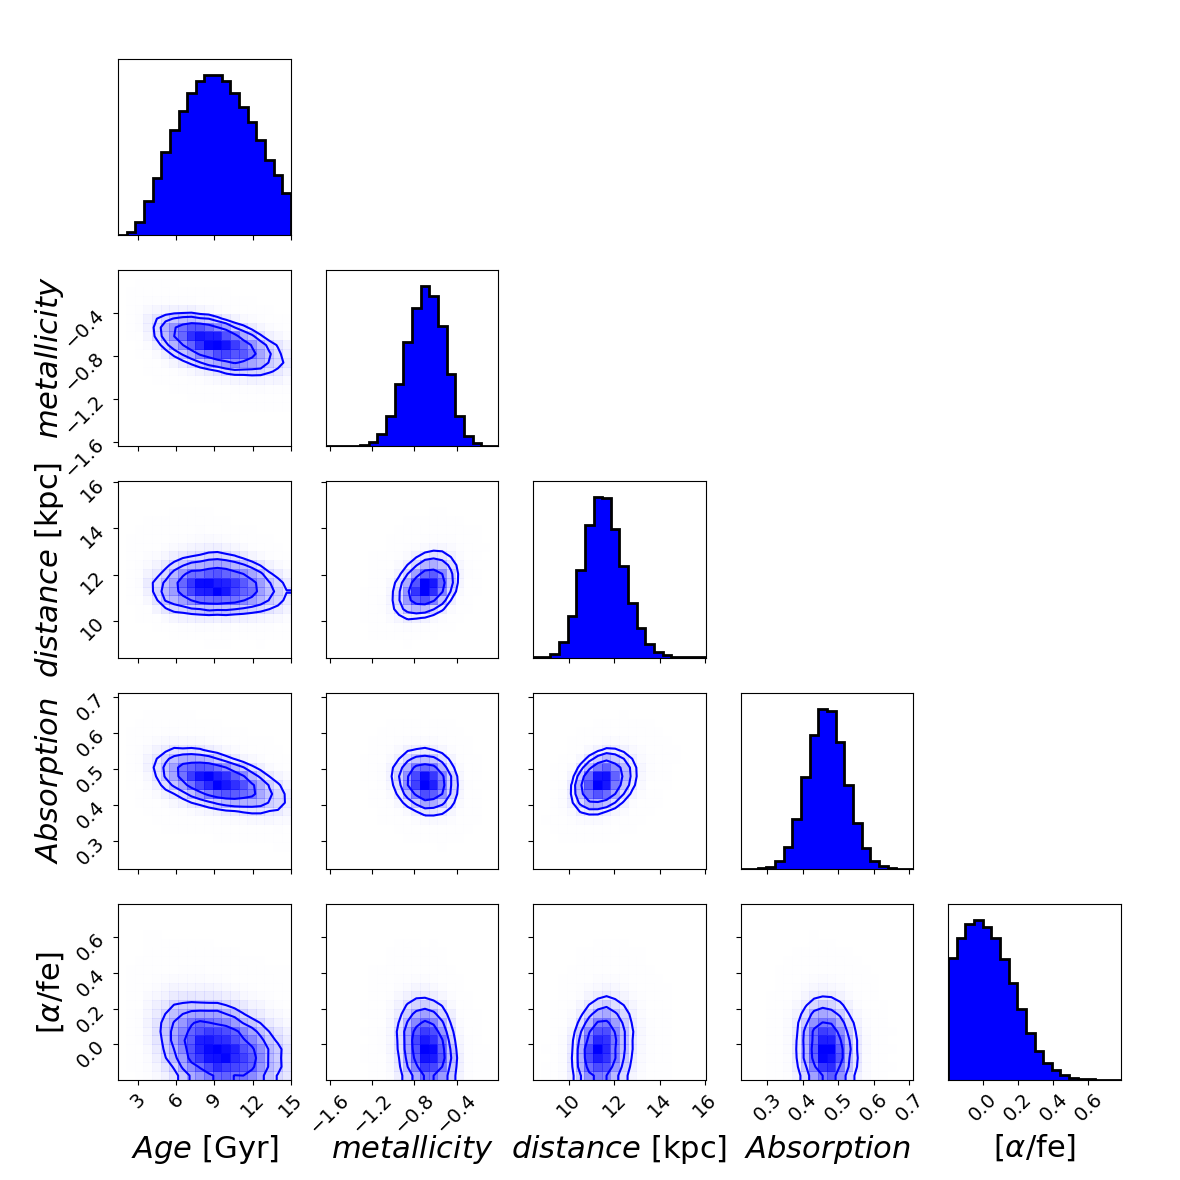 metallicity
−0.4
−0.8
−1.2
−1.6
distance [kpc]
16
14
12
10
Absorption
0.7
0.6
0.5
0.4
0.3
[α/fe]
0.6
0.4
0.2
0.0
3 6 9 12 15 −1.6 −1.2 −0.8 −0.4 10 12 14 16 0.3 0.4 0.5 0.6 0.7 0.0 0.2 0.4 0.6
Age [Gyr] metallicity distance [kpc] Absorption [α/fe]